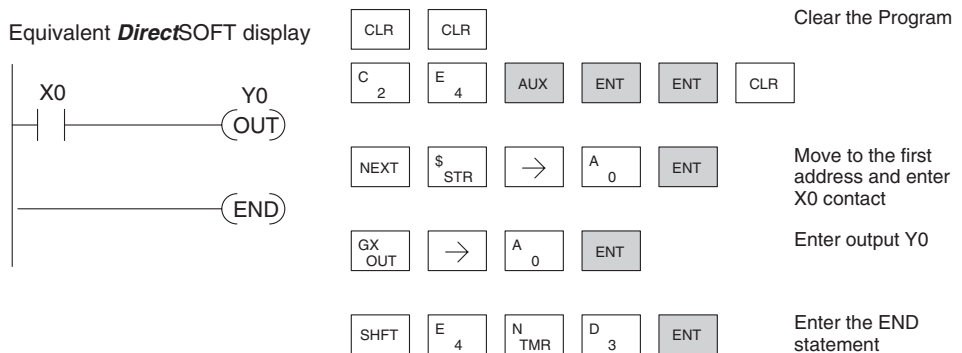 Equivalent DirectSOFT display
X0 Y0
OUT
END
CLR CLR
Clear the Program
C 2 E 4 AUX ENT ENT CLR
NEXT $ STR → A 0 ENT
Move to the first
address and enter
X0 contact
GX OUT → A 0 ENT
Enter output Y0
SHFT E 4 N TMR D 3 ENT
Enter the END
statement